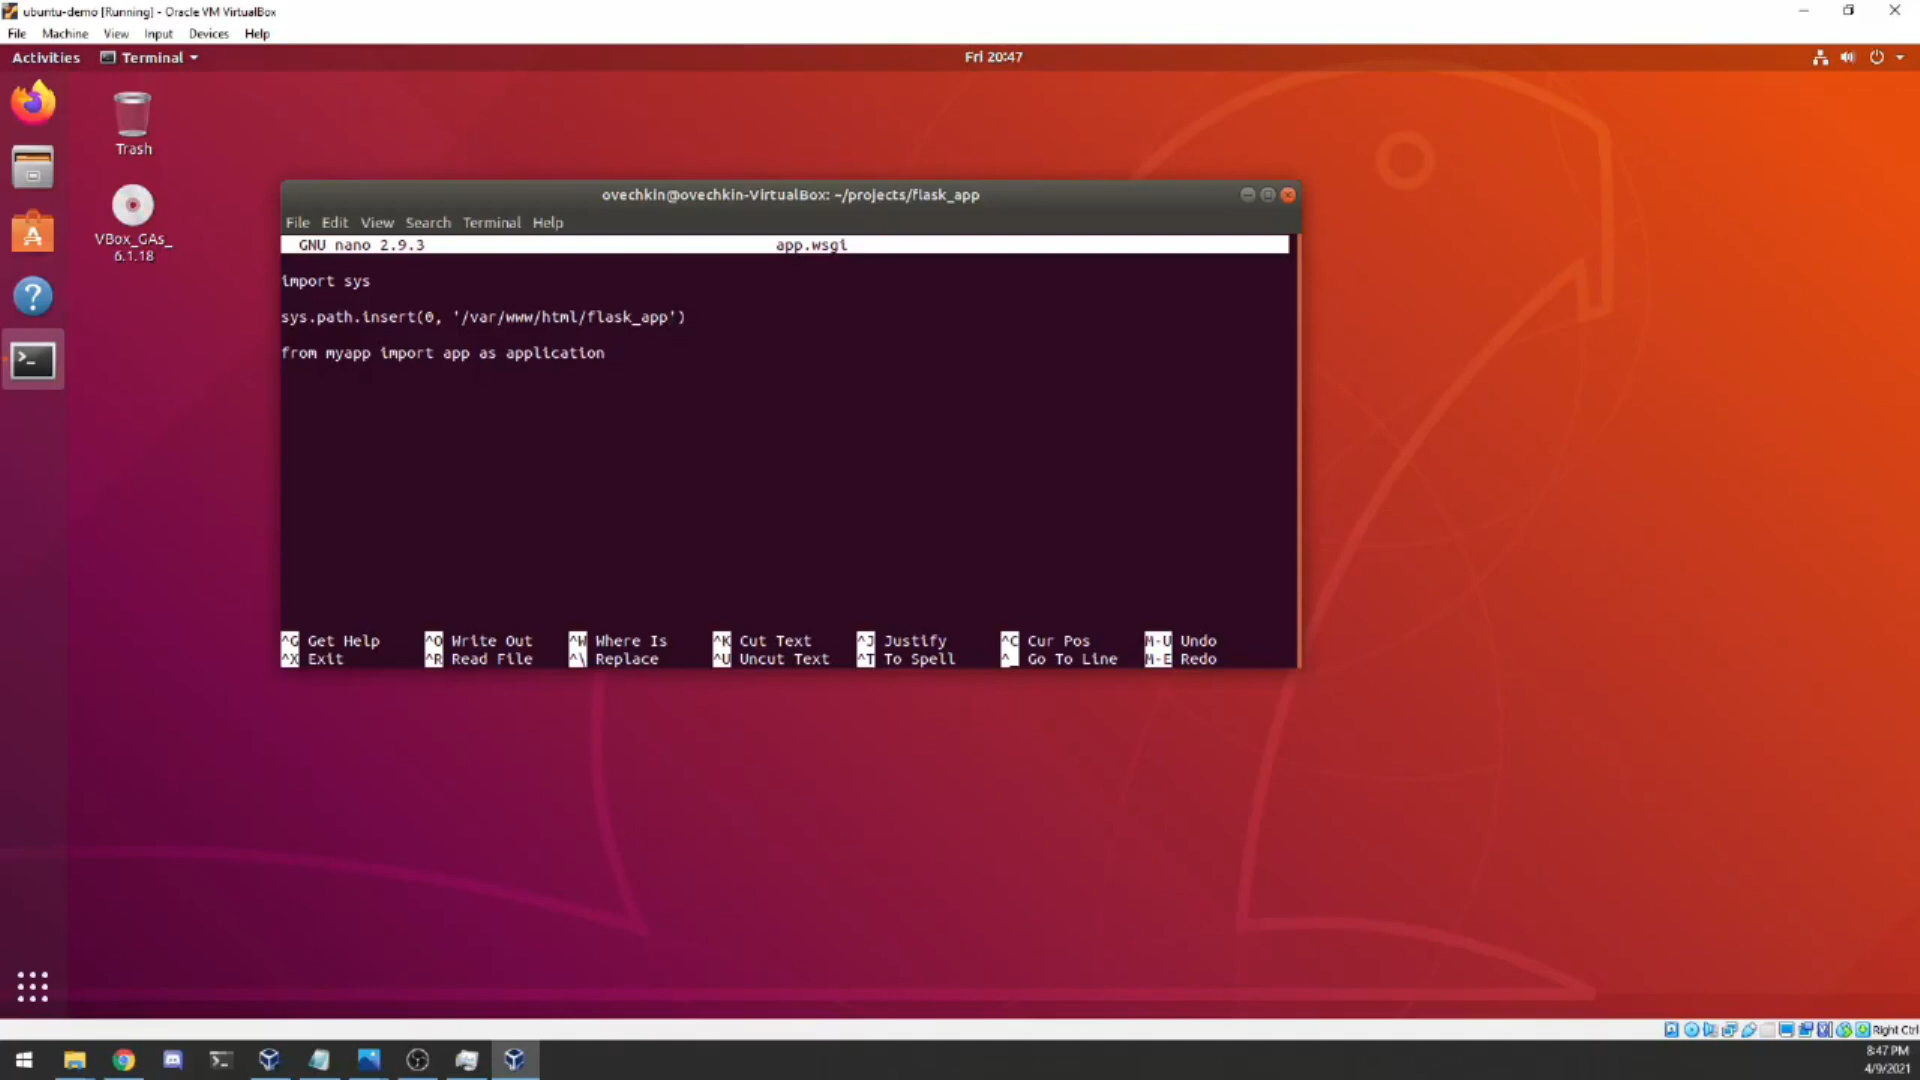 ubuntu-demo [Running] - Oracle VM VirtualBox
File Machine View Input Devices Help
Activities Terminal Fri 20:47
Trash
VBox_GAs_
6.1.18
ovechkin@ovechkin-VirtualBox: ~/projects/flask_app
File Edit View Search Terminal Help
GNU nano 2.9.3 app.wsgi
import sys
sys.path.insert(0, '/var/www/html/flask_app')
from myapp import app as application
^G Get Help ^O Write Out ^W Where Is ^K Cut Text ^J Justify ^C Cur Pos M-U Undo
^X Exit ^R Read File ^\ Replace ^U Uncut Text ^T To Spell ^_ Go To Line M-E Redo
Right Ctrl
8:47 PM
4/9/2021